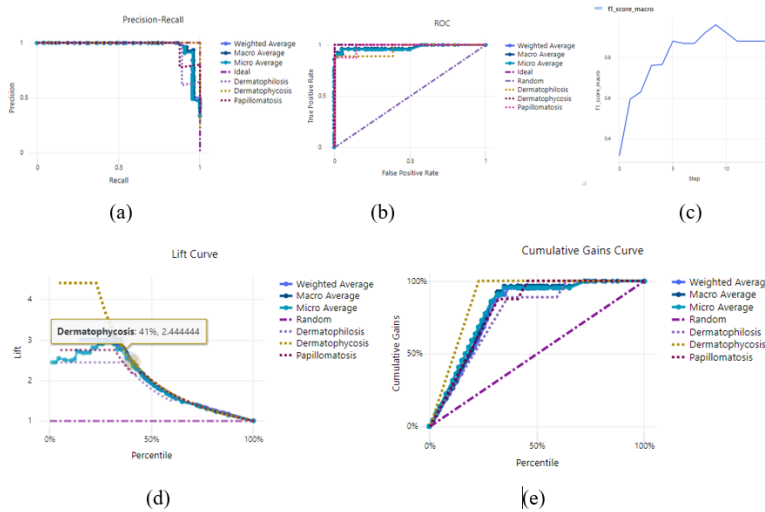 Precision-Recall
Precision
1
0.5
0
0
0.5
1
Recall
Weighted Average
Macro Average
Micro Average
Ideal
Dermatophilosis
Dermatophycosis
Papillomatosis
(a)
ROC
True Positive Rate
1
0.5
0
0
0.5
1
False Positive Rate
Weighted Average
Macro Average
Micro Average
Ideal
Random
Dermatophilosis
Dermatophycosis
Papillomatosis
(b)
f1_score_macro
f1_score_macro
0.8
0.6
0.4
0
5
10
Step
(c)
Lift Curve
Lift
4
3
2
1
Dermatophycosis: 41%, 2.444444
0%
50%
100%
Percentile
Weighted Average
Macro Average
Micro Average
Random
Dermatophilosis
Dermatophycosis
Papillomatosis
(d)
Cumulative Gains Curve
Cumulative Gains
100%
50%
0%
0%
50%
100%
Percentile
Weighted Average
Macro Average
Micro Average
Random
Dermatophilosis
Dermatophycosis
Papillomatosis
(e)